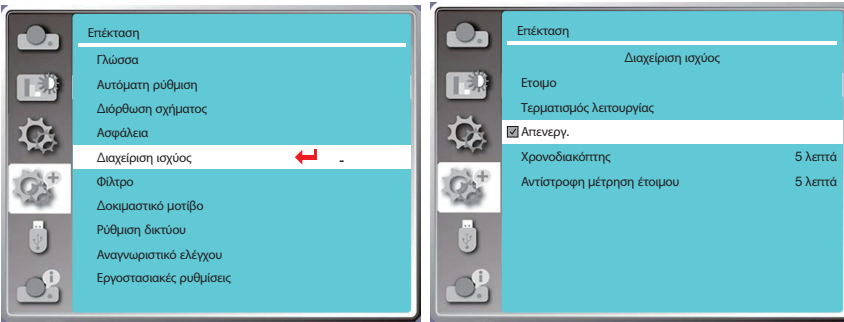 Επέκταση
Γλώσσα
Αυτόματη ρύθμιση
Διόρθωση σχήματος
Ασφάλεια
Διαχείριση ισχύος -
Φίλτρο
Δοκιμαστικό μοτίβο
Ρύθμιση δικτύου
Αναγνωριστικό ελέγχου
Εργοστασιακές ρυθμίσεις
Επέκταση
Διαχείριση ισχύος
Ετοιμο
Τερματισμός λειτουργίας
Απενεργ.
Χρονοδιακόπτης 5 λεπτά
Αντίστροφη μέτρηση έτοιμου 5 λεπτά